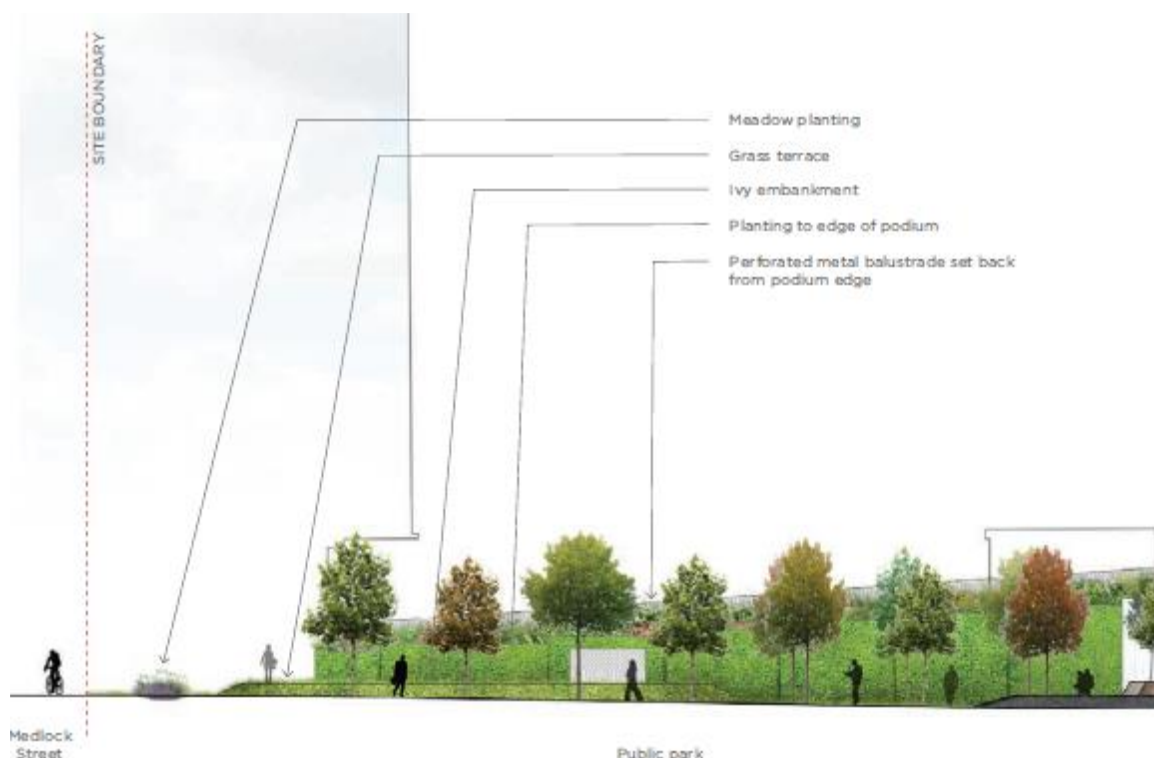 SITE BOUNDARY
Meadow planting
Grass terrace
Ivy embankment
Planting to edge of podium
Perforated metal balustrade set back
from podium edge
Medlock
Street
Public park